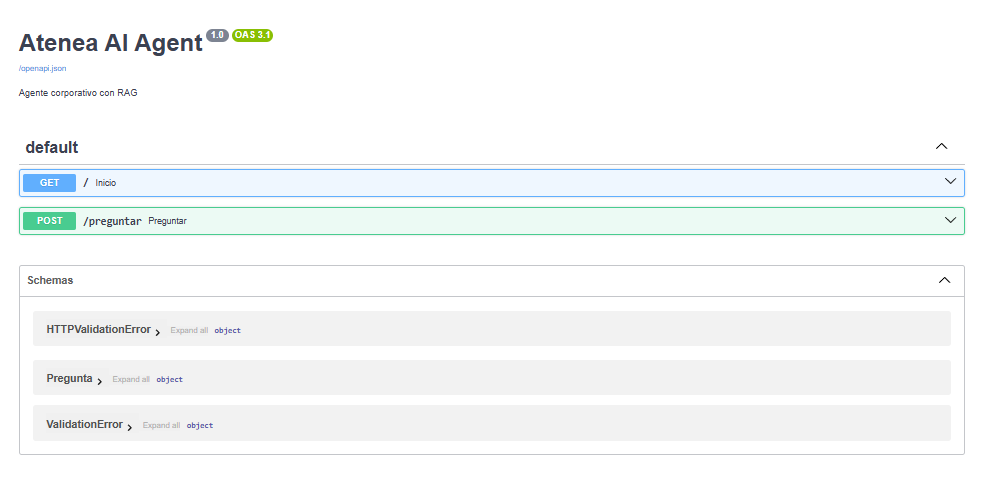 Atenea AI Agent 1.0 OAS 3.1
/openapi.json
Agente corporativo con RAG
default
GET / Inicio
POST /preguntar Preguntar
Schemas
HTTPValidationError Expand all object
Pregunta Expand all object
ValidationError Expand all object